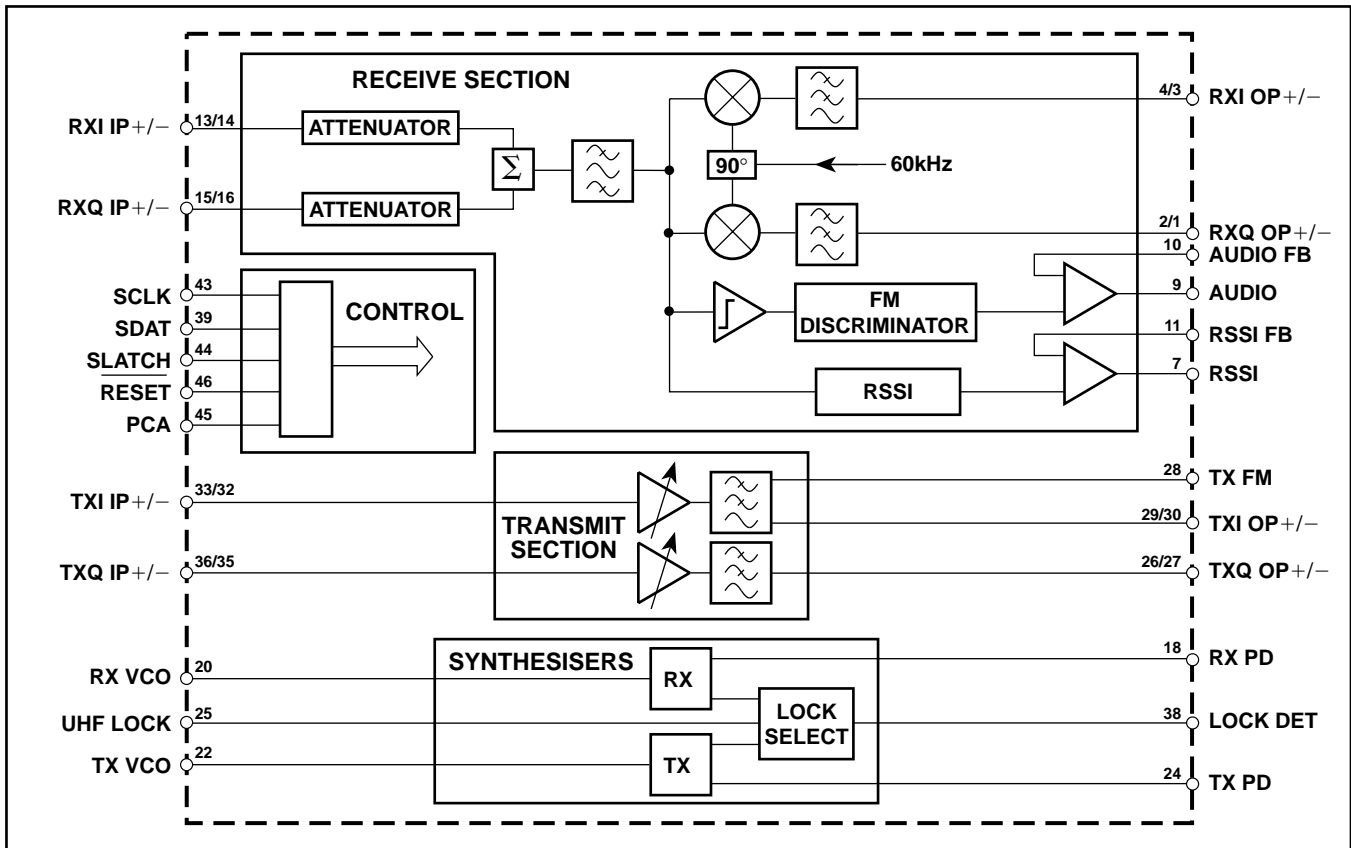 RECEIVE SECTION
RXI IP+/−
13/14
ATTENUATOR
Σ
RXQ IP+/−
15/16
ATTENUATOR
90°
60kHz
4/3
RXI OP+/−
2/1
RXQ OP+/−
10
AUDIO FB
9
AUDIO
FM
DISCRIMINATOR
11
RSSI FB
7
RSSI
RSSI
CONTROL
SCLK
43
SDAT
39
SLATCH
44
RESET
46
PCA
45
TRANSMIT
SECTION
TXI IP+/−
33/32
TXQ IP+/−
36/35
28
TX FM
29/30
TXI OP+/−
26/27
TXQ OP+/−
SYNTHESISERS
RX VCO
20
RX
UHF LOCK
25
LOCK
SELECT
TX VCO
22
TX
18
RX PD
38
LOCK DET
24
TX PD